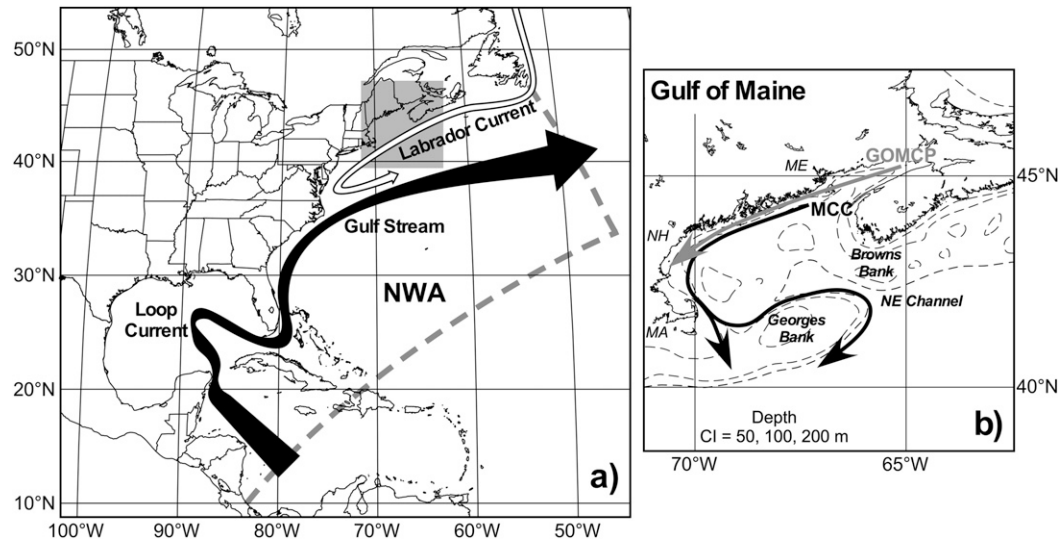 50°N
40°N
30°N
20°N
10°N
100°W
90°W
80°W
70°W
60°W
50°W
Labrador Current
Gulf Stream
NWA
Loop
Current
a)
Gulf of Maine
GOMCP
ME
45°N
MCC
NH
Browns
Bank
NE Channel
MA
Georges
Bank
40°N
Depth
CI = 50, 100, 200 m
b)
70°W
65°W